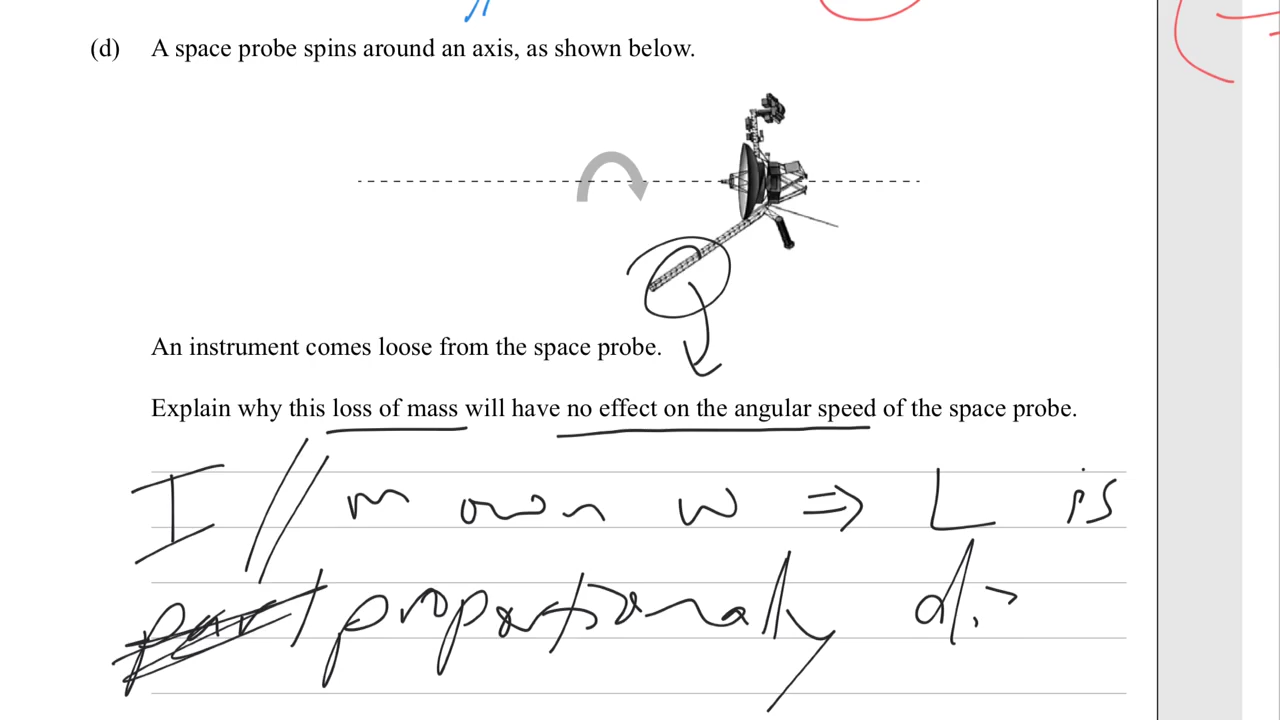 (d) A space probe spins around an axis, as shown below.
An instrument comes loose from the space probe.
Explain why this loss of mass will have no effect on the angular speed of the space probe.
I // m own w ⇒ L is
proportionally